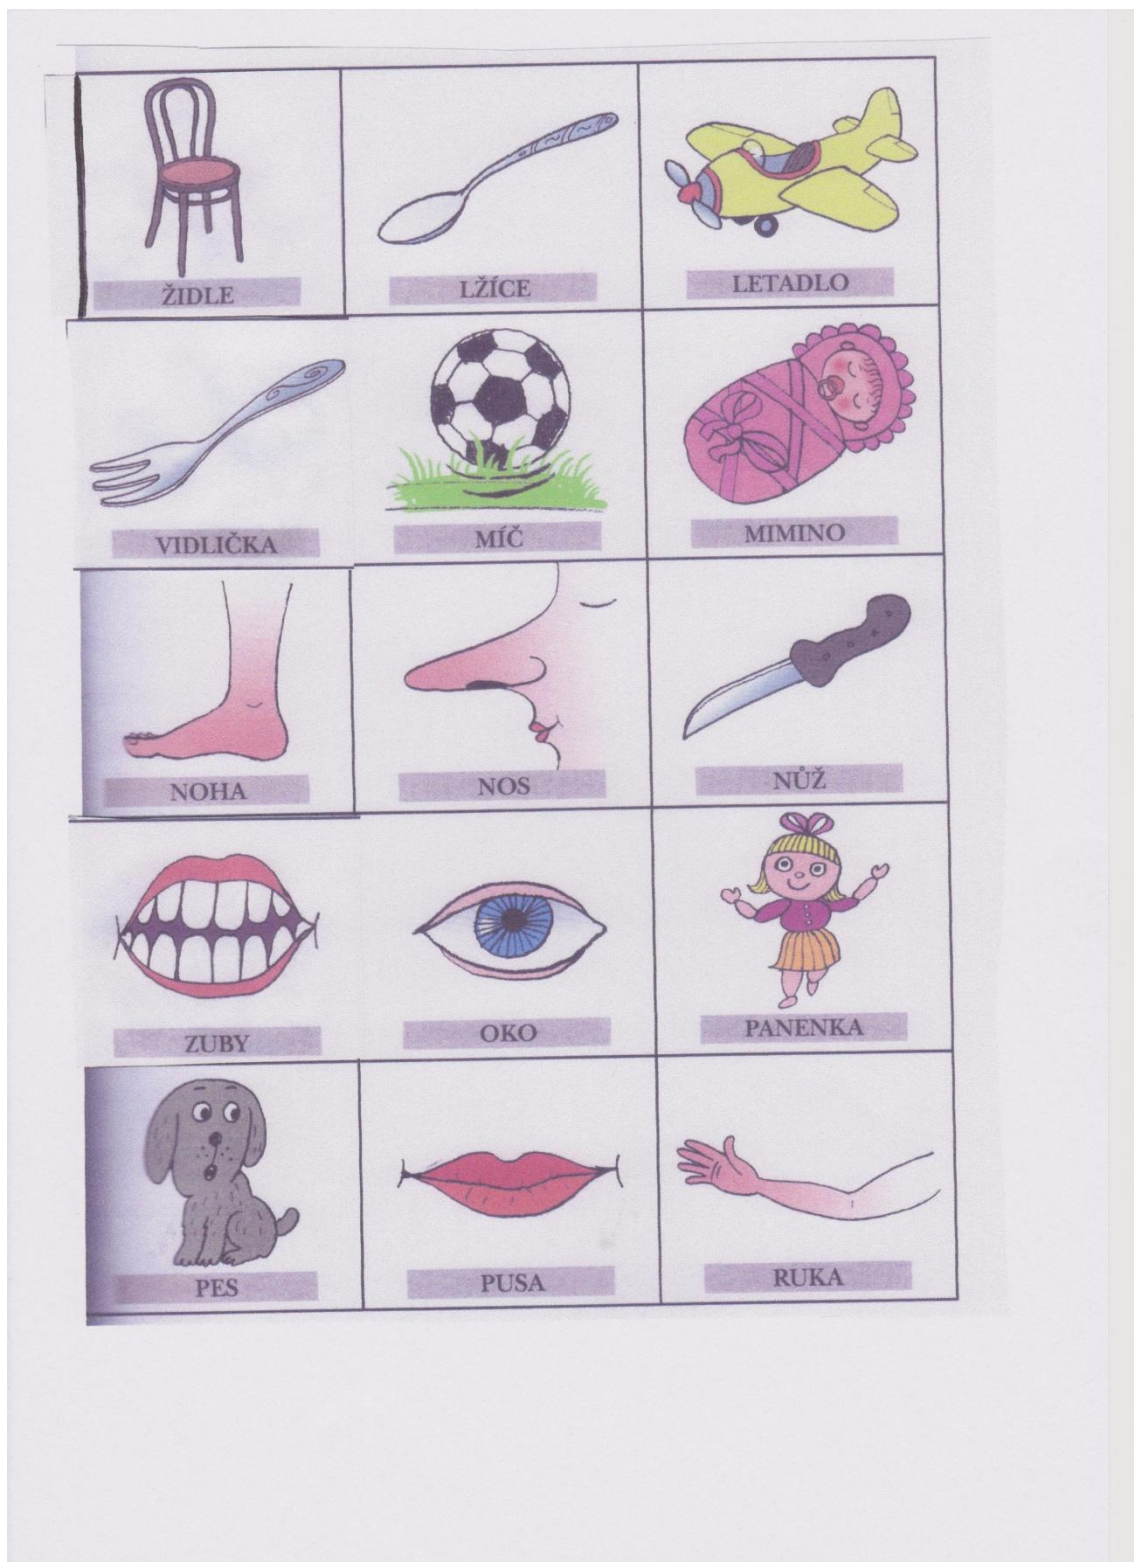 ŽIDLE
LŽÍCE
LETADLO
VIDLIČKA
MÍČ
MIMINO
NOHA
NOS
NŮŽ
ZUBY
OKO
PANENKA
PES
PUSA
RUKA